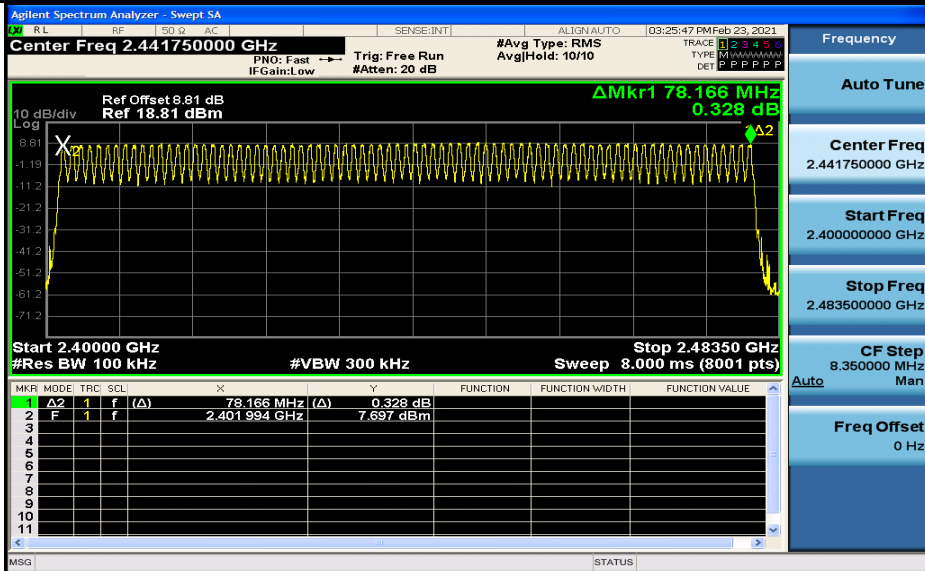 Agilent Spectrum Analyzer - Swept SA
LXI RL RF 50 Ω AC SENSE:INT ALIGN AUTO 03:25:47 PM Feb 23, 2021
Center Freq 2.441750000 GHz
PNO: Fast
IFGain:Low
Trig: Free Run
#Atten: 20 dB
#Avg Type: RMS
Avg|Hold: 10/10
TRACE 1 2 3 4 5 6
TYPE M W W W W W
DET P P P P P P
ΔMkr1 78.166 MHz
0.328 dB
Ref Offset 8.81 dB
10 dB/div Ref 18.81 dBm
Log
8.81
-1.19
-11.2
-21.2
-31.2
-41.2
-51.2
-61.2
-71.2
X2
1Δ2
Start 2.40000 GHz Stop 2.48350 GHz
#Res BW 100 kHz #VBW 300 kHz Sweep 8.000 ms (8001 pts)
MKR MODE TRC SCL X Y FUNCTION FUNCTION WIDTH FUNCTION VALUE
1 Δ2 1 f (Δ) 78.166 MHz (Δ) 0.328 dB
2 F 1 f 2.401 994 GHz 7.697 dBm
3
4
5
6
7
8
9
10
11
MSG STATUS
Frequency
Auto Tune
Center Freq
2.441750000 GHz
Start Freq
2.400000000 GHz
Stop Freq
2.483500000 GHz
CF Step
8.350000 MHz
Auto Man
Freq Offset
0 Hz